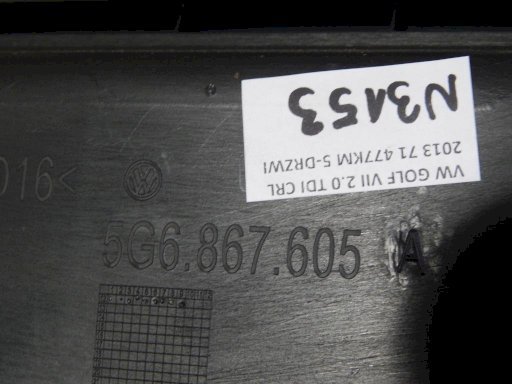 N3153
VW GOLF VII 2.0 TDI CRL
2013 71 477KM 5-DRZWI
016<
5G6.867.605 A